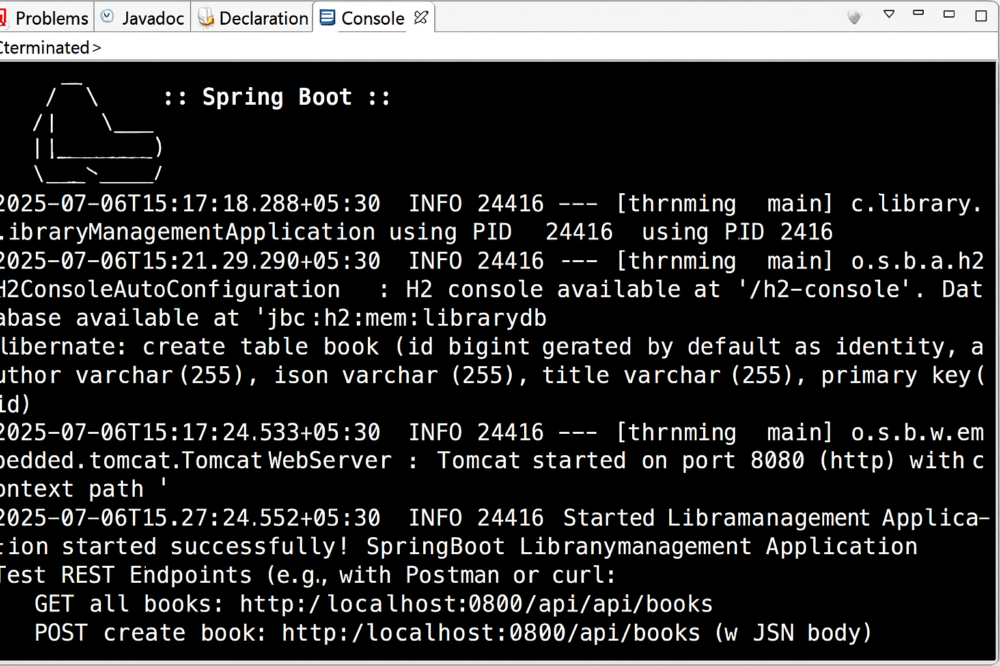 Problems Javadoc Declaration Console
terminated>
:: Spring Boot ::
2025-07-06T15:17:18.288+05:30 INFO 24416 --- [thrnming main] c.library.
.ibraryManagementApplication using PID 24416 using PID 2416
2025-07-06T15:21.29.290+05:30 INFO 24416 --- [thrnming main] o.s.b.a.h2
H2ConsoleAutoConfiguration : H2 console available at '/h2-console'. Dat
abase available at 'jbc:h2:mem:librarydb
libernate: create table book (id bigint gerated by default as identity, a
uthor varchar(255), ison varchar (255), title varchar (255), primary key(
id)
2025-07-06T15:17:24.533+05:30 INFO 24416 --- [thrnming main] o.s.b.w.em
bedded.tomcat.Tomcat WebServer : Tomcat started on port 8080 (http) with c
ontext path '
2025-07-06T15.27:24.552+05:30 INFO 24416 Started Libramanagement Applica-
tion started successfully! SpringBoot Libranymanagement Application
Test REST Endpoints (e.g., with Postman or curl:
GET all books: http:/localhost:0800/api/api/books
POST create book: http:/localhost:0800/api/books (w JSN body)